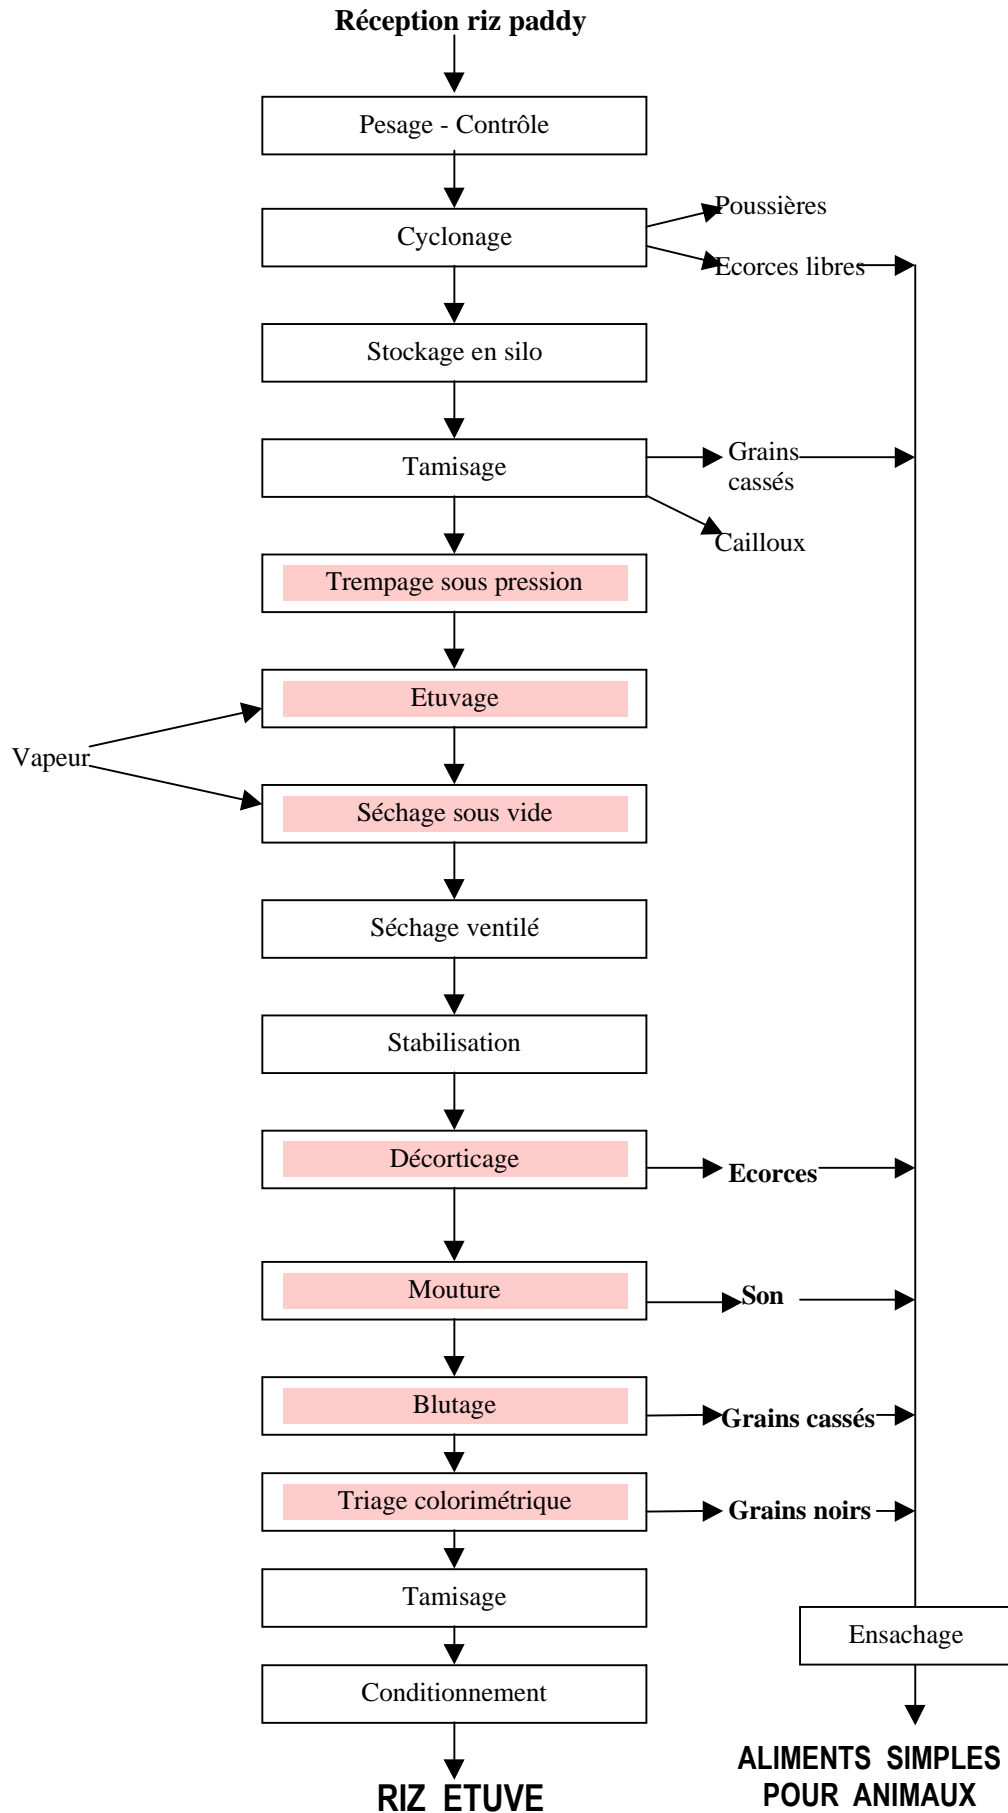 Réception riz paddy
Pesage - Contrôle
Cyclonage
Poussières
Ecorces libres
Stockage en silo
Tamisage
Grains
cassés
Cailloux
Trempage sous pression
Etuvage
Vapeur
Séchage sous vide
Séchage ventilé
Stabilisation
Décorticage
Ecorces
Mouture
Son
Blutage
Grains cassés
Triage colorimétrique
Grains noirs
Tamisage
Ensachage
Conditionnement
RIZ ETUVE
ALIMENTS SIMPLES
POUR ANIMAUX